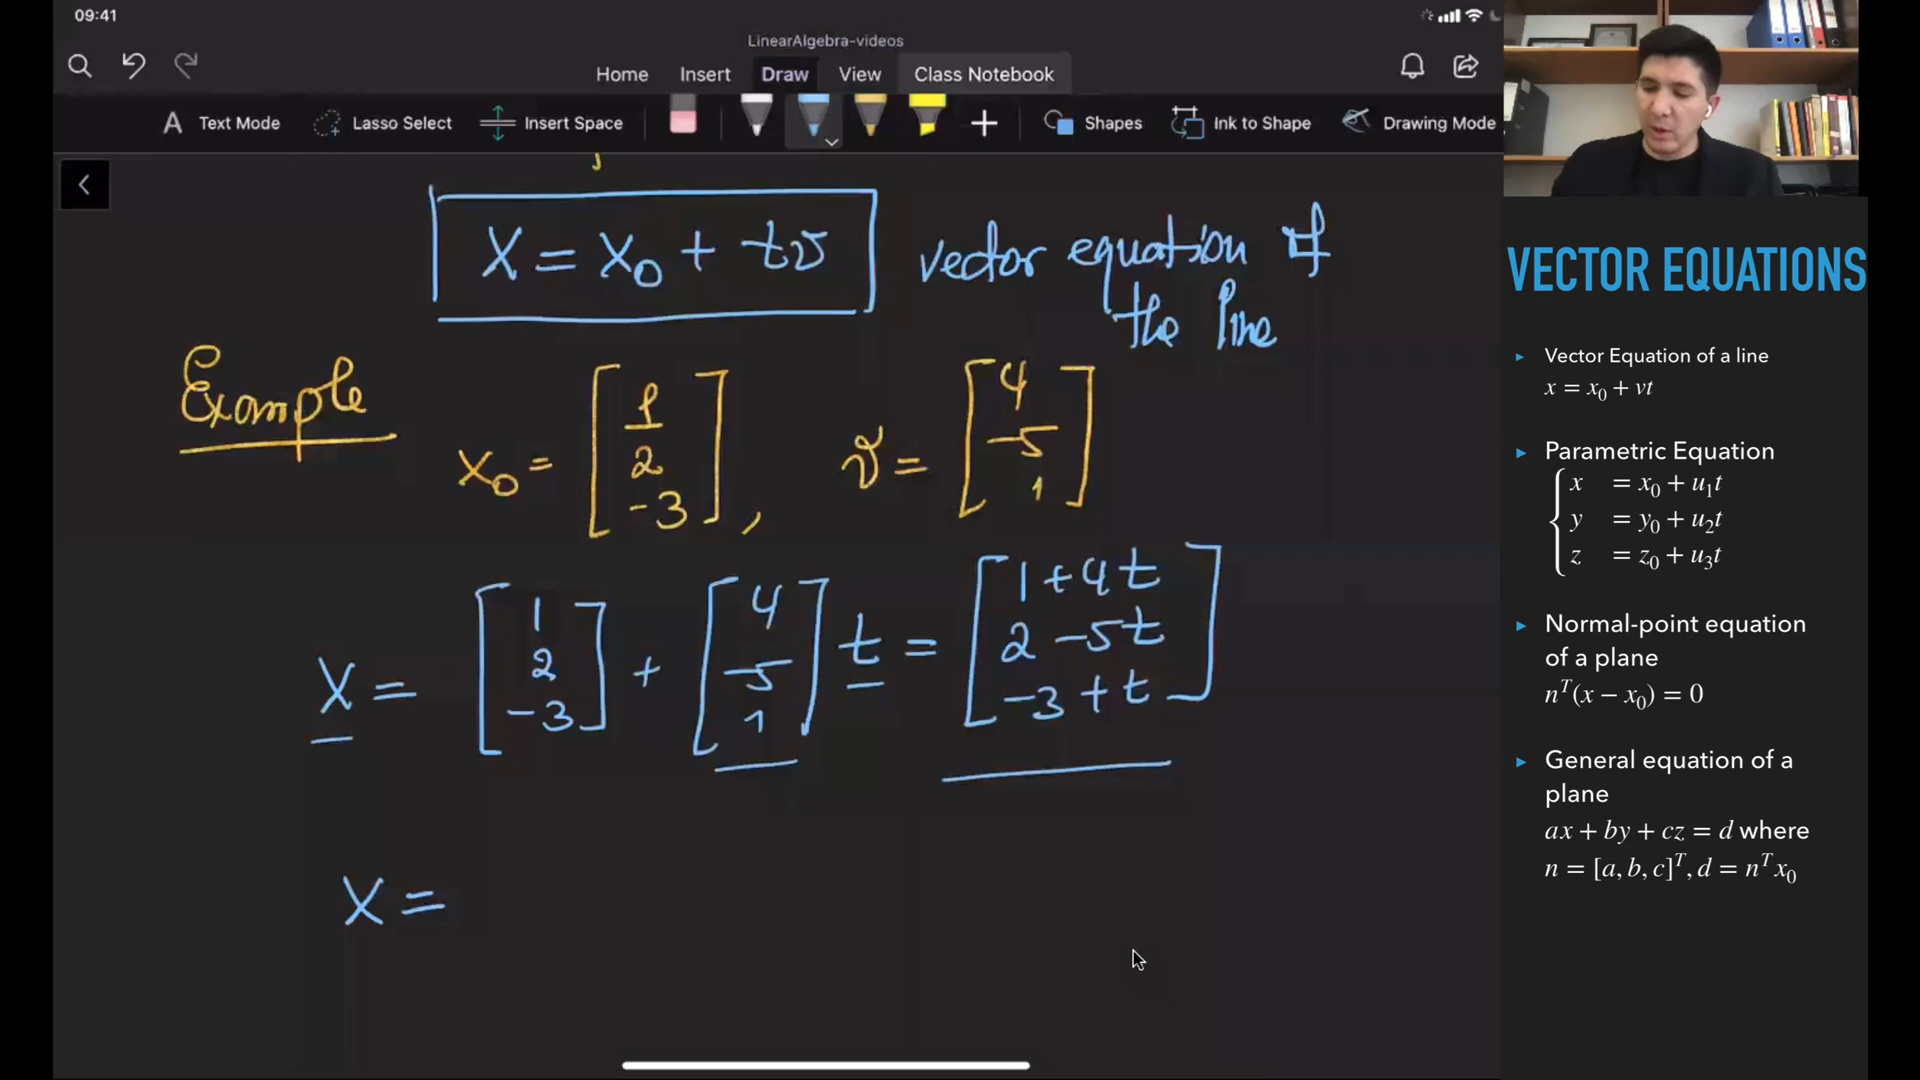 09:41
LinearAlgebra-videos
Home Insert Draw View Class Notebook
Text Mode Lasso Select Insert Space Shapes Ink to Shape Drawing Mode
X = X₀ + tv vector equation of
the line
Example
x₀ = [1 2 -3], v = [4 -5 1]
X = [1 2 -3] + [4 -5 1] t = [1+4t 2-5t -3+t]
X =
VECTOR EQUATIONS
Vector Equation of a line
x = x₀ + vt
Parametric Equation
x = x₀ + u₁t
y = y₀ + u₂t
z = z₀ + u₃t
Normal-point equation
of a plane
nᵀ(x − x₀) = 0
General equation of a
plane
ax + by + cz = d where
n = [a, b, c]ᵀ, d = nᵀx₀